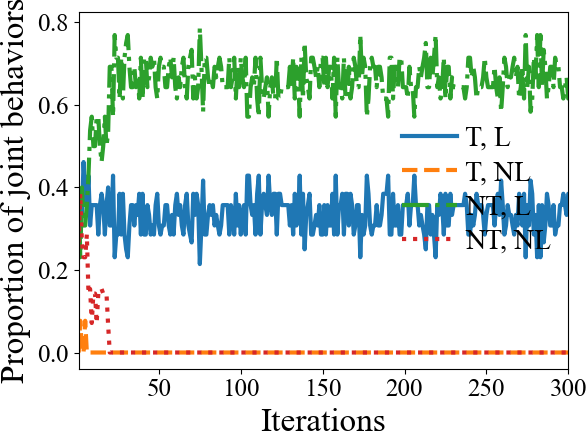 Proportion of joint behaviors
0.8
0.6
0.4
0.2
0.0
T, L
T, NL
NT, L
NT, NL
50
100
150
200
250
300
Iterations